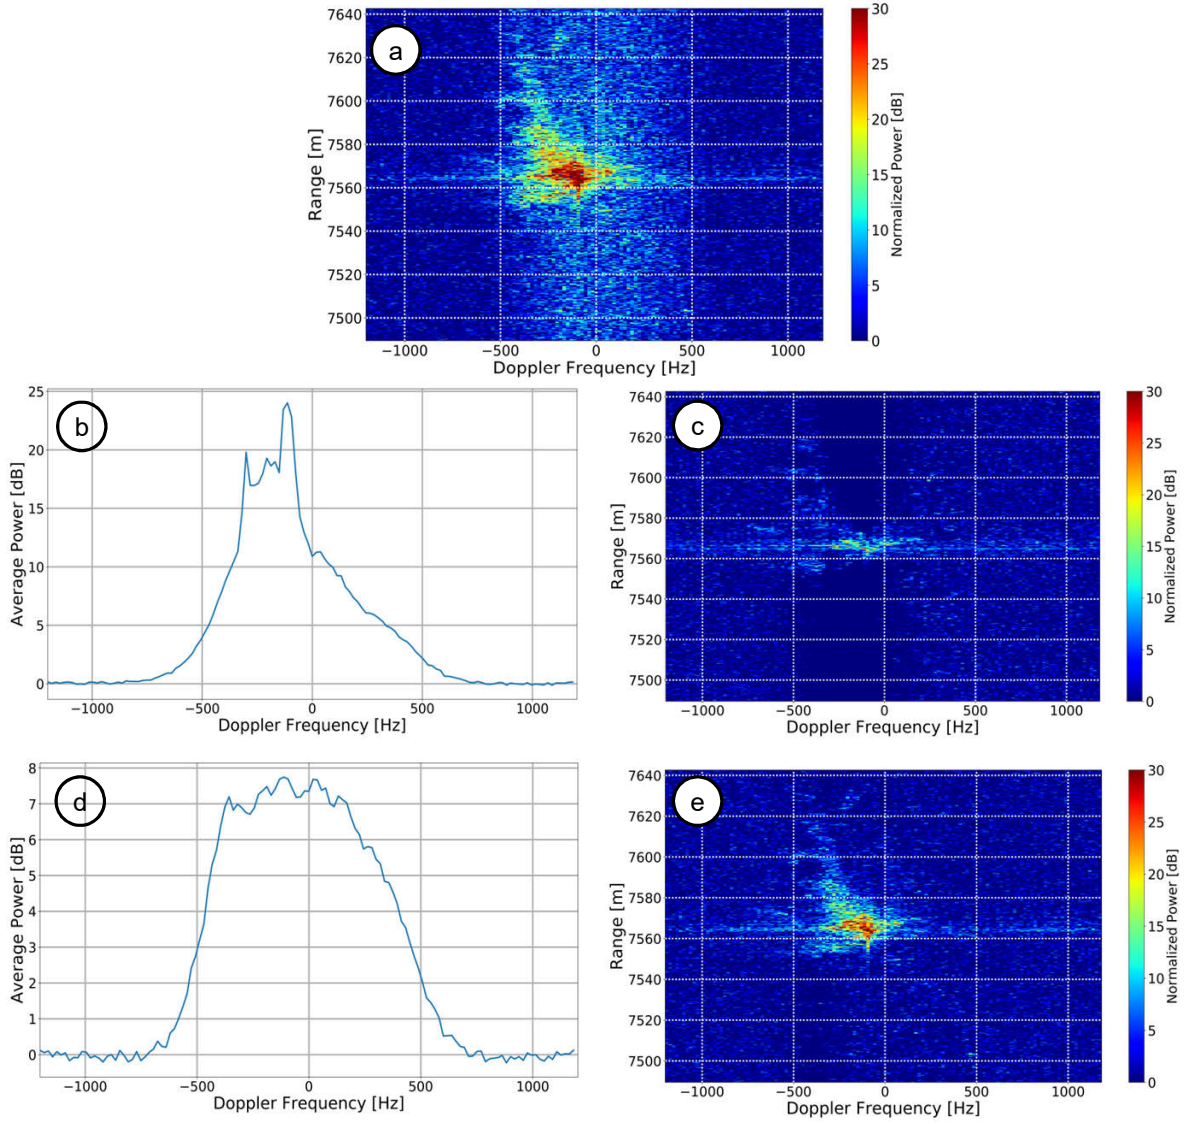 a
7640
7620
7600
7580
7560
7540
7520
7500
Range [m]
−1000 −500 0 500 1000
Doppler Frequency [Hz]
30
25
20
15
10
5
0
Normalized Power [dB]
b
25
20
15
10
5
0
Average Power [dB]
−1000 −500 0 500 1000
Doppler Frequency [Hz]
c
7640
7620
7600
7580
7560
7540
7520
7500
Range [m]
−1000 −500 0 500 1000
Doppler Frequency [Hz]
30
25
20
15
10
5
0
Normalized Power [dB]
d
8
7
6
5
4
3
2
1
0
Average Power [dB]
−1000 −500 0 500 1000
Doppler Frequency [Hz]
e
7640
7620
7600
7580
7560
7540
7520
7500
Range [m]
−1000 −500 0 500 1000
Doppler Frequency [Hz]
30
25
20
15
10
5
0
Normalized Power [dB]